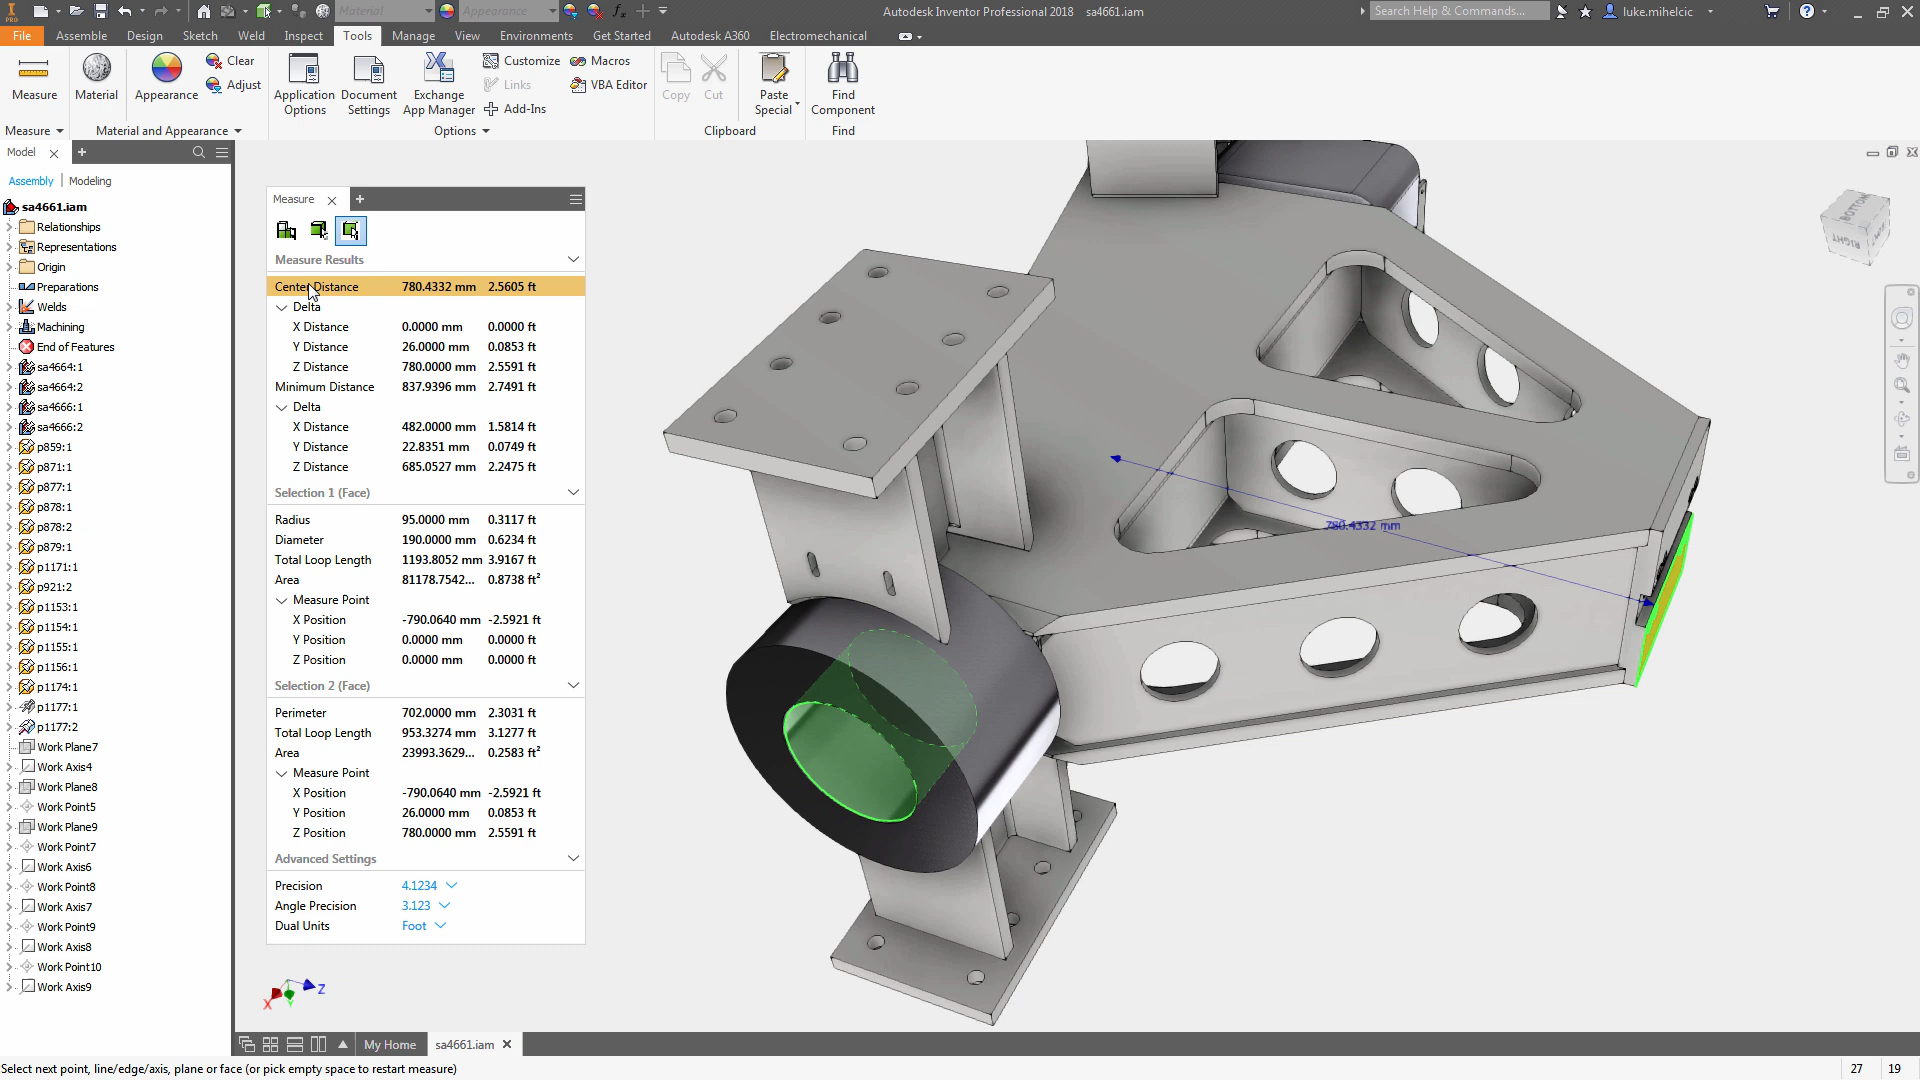 Material
Appearance
Autodesk Inventor Professional 2018   sa4661.iam
Search Help & Commands...
luke.mihelcic
PRO
File
Assemble
Design
Sketch
Weld
Inspect
Tools
Manage
View
Environments
Get Started
Autodesk A360
Electromechanical
Measure
Material
Appearance
Clear
Adjust
Application Options
Document Settings
Exchange App Manager
Customize
Links
Add-Ins
Macros
VBA Editor
Copy
Cut
Paste Special
Find Component
Measure
Material and Appearance
Options
Clipboard
Find
Model
Assembly | Modeling
sa4661.iam
Relationships
Representations
Origin
Preparations
Welds
Machining
End of Features
sa4664:1
sa4664:2
sa4666:1
sa4666:2
p859:1
p871:1
p877:1
p878:1
p878:2
p879:1
p1171:1
p921:2
p1153:1
p1154:1
p1155:1
p1156:1
p1174:1
p1177:1
p1177:2
Work Plane7
Work Axis4
Work Plane8
Work Point5
Work Plane9
Work Point7
Work Axis6
Work Point8
Work Axis7
Work Point9
Work Axis8
Work Point10
Work Axis9
Measure
Measure Results
Center Distance 780.4332 mm 2.5605 ft
Delta
X Distance 0.0000 mm 0.0000 ft
Y Distance 26.0000 mm 0.0853 ft
Z Distance 780.0000 mm 2.5591 ft
Minimum Distance 837.9396 mm 2.7491 ft
Delta
X Distance 482.0000 mm 1.5814 ft
Y Distance 22.8351 mm 0.0749 ft
Z Distance 685.0527 mm 2.2475 ft
Selection 1 (Face)
Radius 95.0000 mm 0.3117 ft
Diameter 190.0000 mm 0.6234 ft
Total Loop Length 1193.8052 mm 3.9167 ft
Area 81178.7542... 0.8738 ft²
Measure Point
X Position -790.0640 mm -2.5921 ft
Y Position 0.0000 mm 0.0000 ft
Z Position 0.0000 mm 0.0000 ft
Selection 2 (Face)
Perimeter 702.0000 mm 2.3031 ft
Total Loop Length 953.3274 mm 3.1277 ft
Area 23993.3629... 0.2583 ft²
Measure Point
X Position -790.0640 mm -2.5921 ft
Y Position 26.0000 mm 0.0853 ft
Z Position 780.0000 mm 2.5591 ft
Advanced Settings
Precision 4.1234
Angle Precision 3.123
Dual Units Foot
780.4332 mm
BOTTOM
RIGHT
X
Y
Z
My Home
sa4661.iam
Select next point, line/edge/axis, plane or face (or pick empty space to restart measure)
27 19